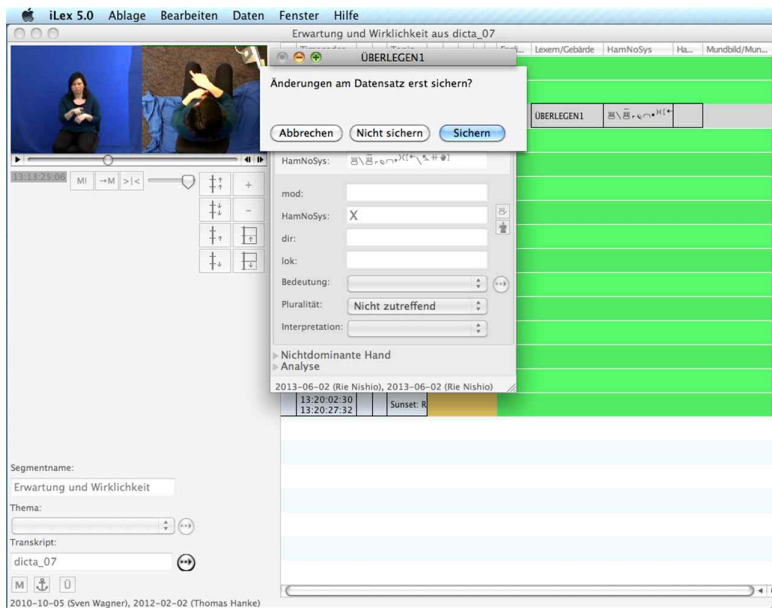 iLex 5.0 Ablage Bearbeiten Daten Fenster Hilfe
Erwartung und Wirklichkeit aus dicta_07
Lexem/Gebärde HamNoSys Ha... Mundbild/Mun...
ÜBERLEGEN1
Änderungen am Datensatz erst sichern?
Abbrechen Nicht sichern Sichern
ÜBERLEGEN1
HamNoSys:
13:13:25:06 M! →M >|< + -
mod:
HamNoSys: X
dir:
lok:
Bedeutung:
Pluralität: Nicht zutreffend
Interpretation:
Nichtdominante Hand
Analyse
2013-06-02 (Rie Nishio), 2013-06-02 (Rie Nishio)
13:20:02:30
13:20:27:32
Sunset: R
Segmentname:
Erwartung und Wirklichkeit
Thema:
Transkript:
dicta_07
M Ü
2010-10-05 (Sven Wagner), 2012-02-02 (Thomas Hanke)